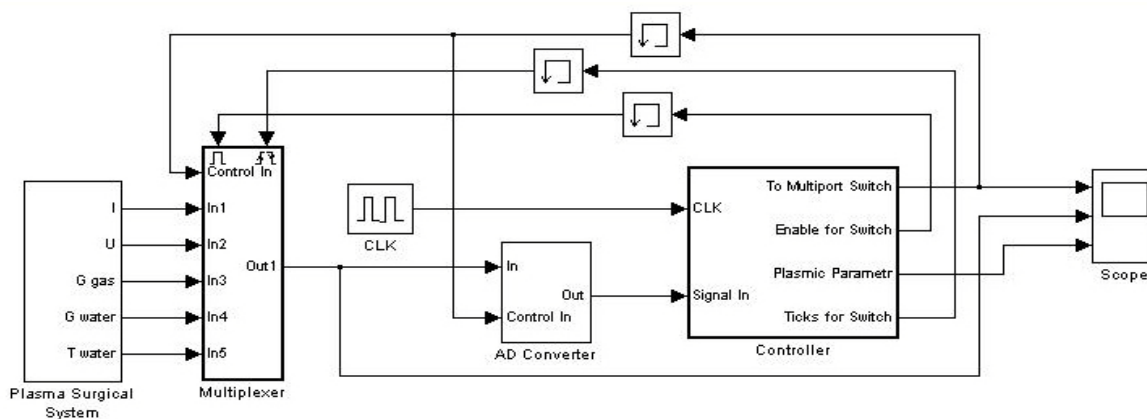 Control In
In1
In2
In3
In4
In5
Out1
Multiplexer
I
U
G gas
G water
T water
Plasma Surgical
System
CLK
In
Control In
Out
AD Converter
CLK
Signal In
To Multiport Switch
Enable for Switch
Plasmic Parametr
Ticks for Switch
Controller
Scope